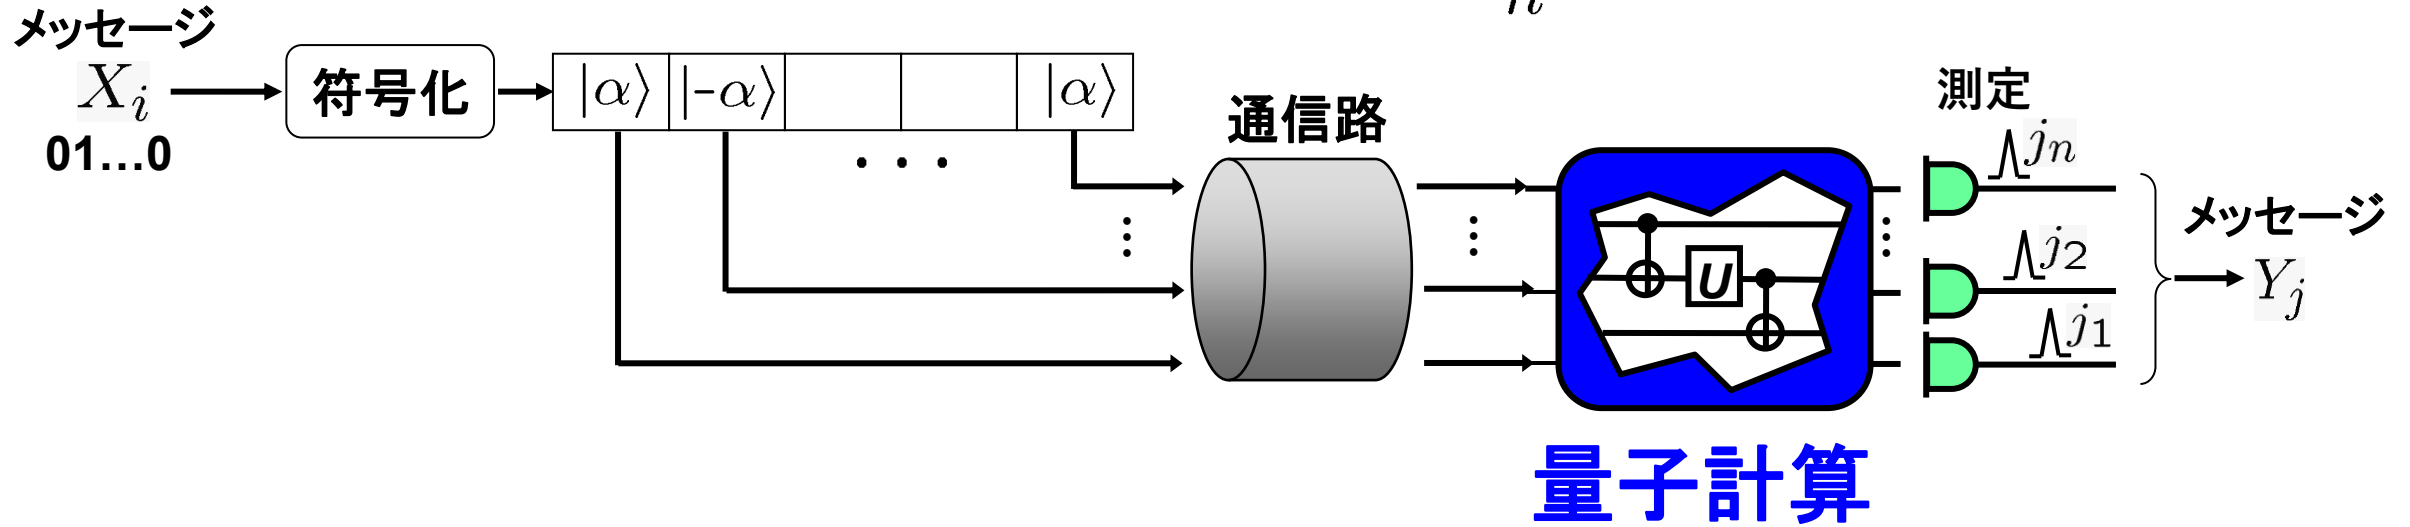 メッセージ
X_i
01…0
符号化
|α⟩ |-α⟩ |α⟩
・・・
通信路
U
量子計算
測定
j_n
j_2
j_1
メッセージ
Y_j